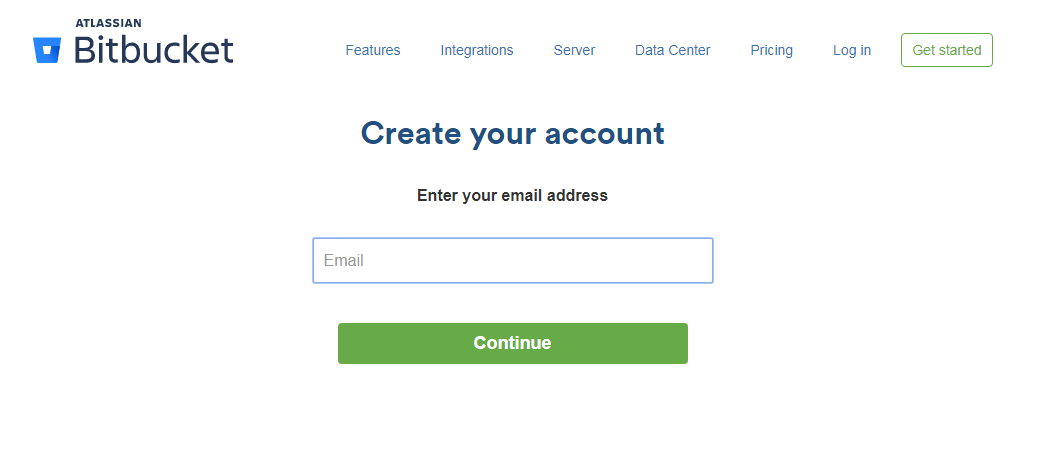 ATLASSIAN
Bitbucket
Features Integrations Server Data Center Pricing Log in Get started
Create your account
Enter your email address
Email
Continue